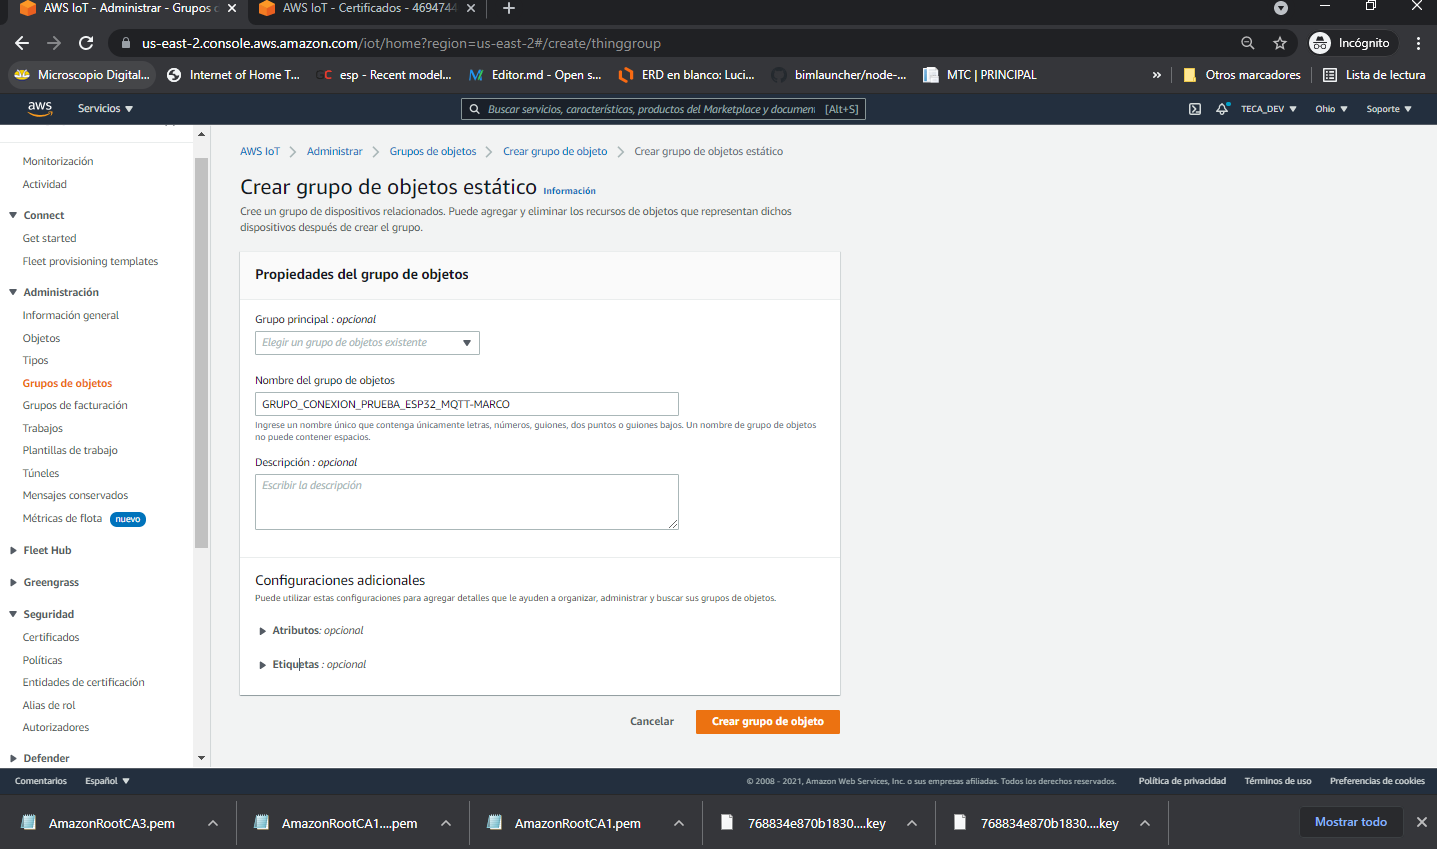 AWS IoT - Administrar - Grupos c
AWS IoT - Certificados - 4694744
us-east-2.console.aws.amazon.com/iot/home?region=us-east-2#/create/thinggroup
Incógnito
Microscopio Digital...
Internet of Home T...
GC esp - Recent model...
Editor.md - Open s...
ERD en blanco: Luci...
bimlauncher/node-...
MTC | PRINCIPAL
»
Otros marcadores
Lista de lectura
aws
Servicios
Buscar servicios, características, productos del Marketplace y documen
[Alt+S]
TECA_DEV
Ohio
Soporte
Monitorización
Actividad
Connect
Get started
Fleet provisioning templates
Administración
Información general
Objetos
Tipos
Grupos de objetos
Grupos de facturación
Trabajos
Plantillas de trabajo
Túneles
Mensajes conservados
Métricas de flota nuevo
Fleet Hub
Greengrass
Seguridad
Certificados
Políticas
Entidades de certificación
Alias de rol
Autorizadores
Defender
AWS IoT > Administrar > Grupos de objetos > Crear grupo de objeto > Crear grupo de objetos estático
Crear grupo de objetos estático Información
Cree un grupo de dispositivos relacionados. Puede agregar y eliminar los recursos de objetos que representan dichos
dispositivos después de crear el grupo.
Propiedades del grupo de objetos
Grupo principal : opcional
Elegir un grupo de objetos existente
Nombre del grupo de objetos
GRUPO_CONEXION_PRUEBA_ESP32_MQTT-MARCO
Ingrese un nombre único que contenga únicamente letras, números, guiones, dos puntos o guiones bajos. Un nombre de grupo de objetos
no puede contener espacios.
Descripción : opcional
Escribir la descripción
Configuraciones adicionales
Puede utilizar estas configuraciones para agregar detalles que le ayuden a organizar, administrar y buscar sus grupos de objetos.
Atributos: opcional
Etiquetas : opcional
Cancelar
Crear grupo de objeto
Comentarios
Español
© 2008 - 2021, Amazon Web Services, Inc. o sus empresas afiliadas. Todos los derechos reservados.
Política de privacidad
Términos de uso
Preferencias de cookies
AmazonRootCA3.pem
AmazonRootCA1....pem
AmazonRootCA1.pem
768834e870b1830....key
768834e870b1830....key
Mostrar todo